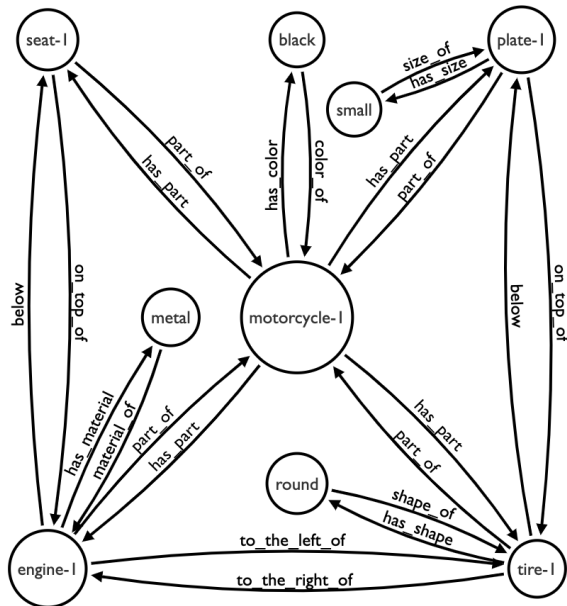 seat-1
black
plate-1
size_of
has_size
small
part_of
has_part
has_color
color_of
has_part
part_of
below
on_top_of
metal
motorcycle-1
below
on_top_of
has_material
material_of
part_of
has_part
has_part
part_of
round
shape_of
has_shape
engine-1
to_the_left_of
to_the_right_of
tire-1